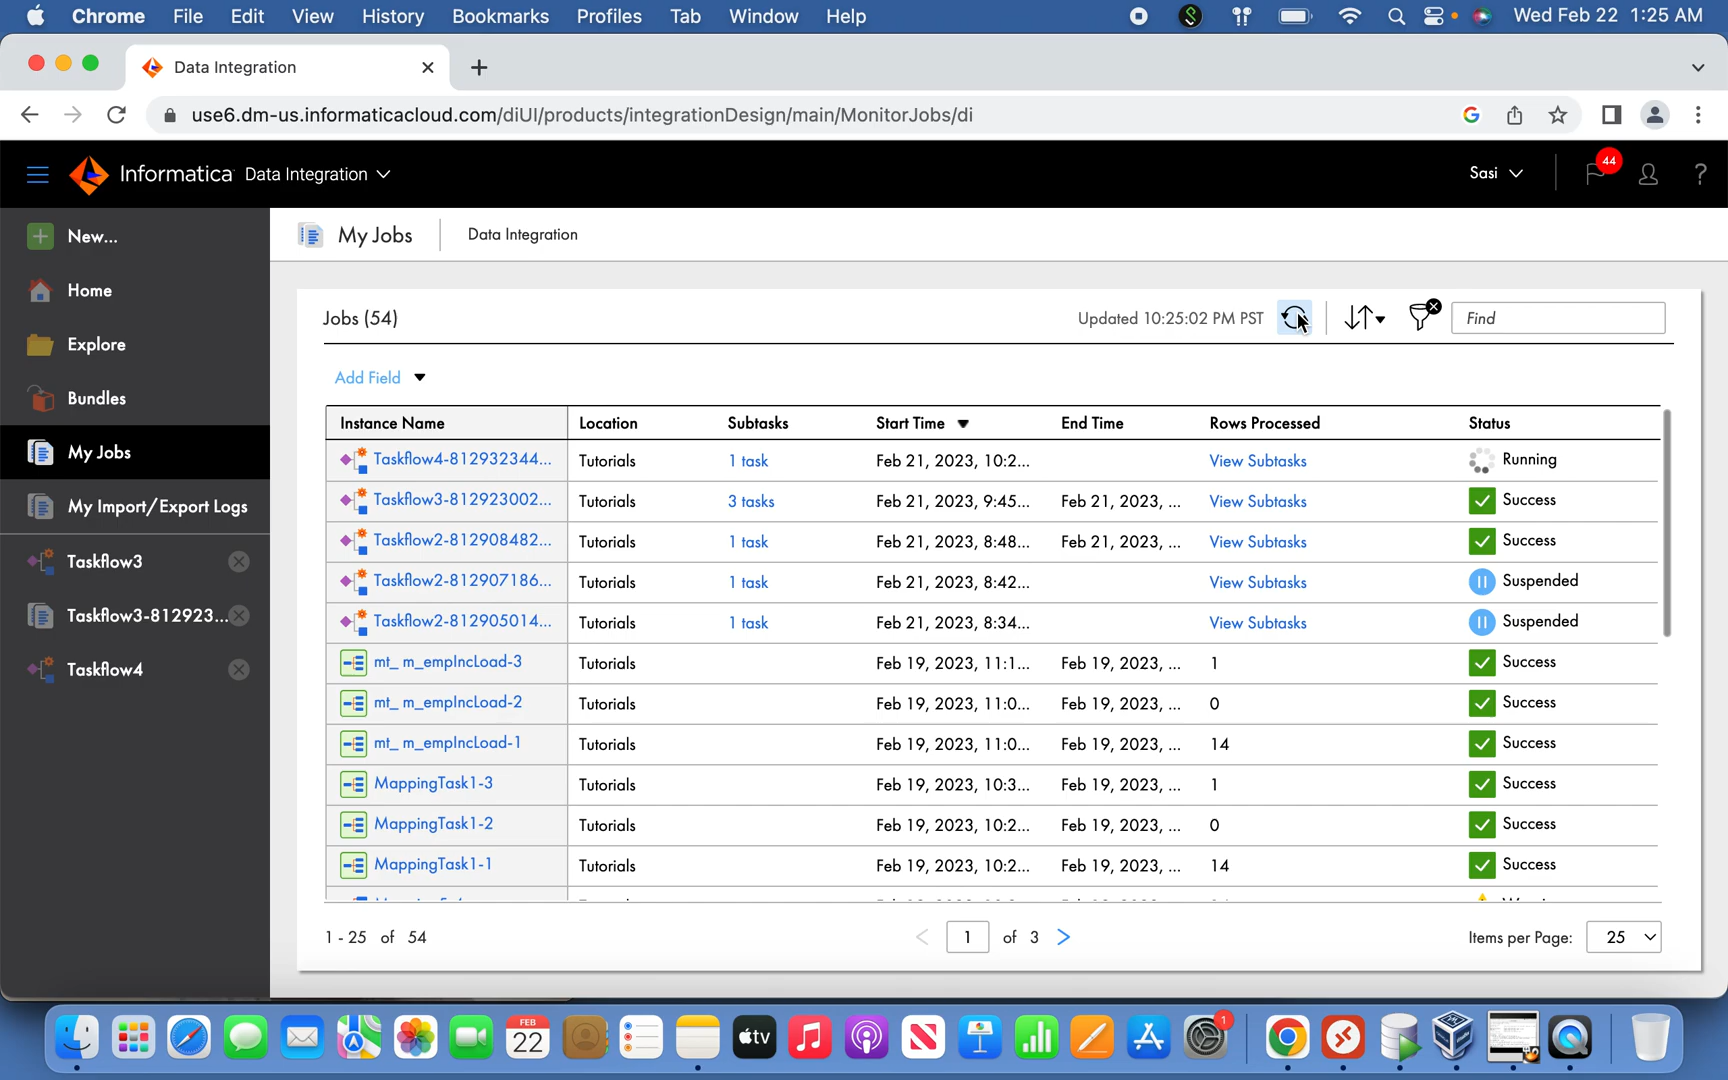 Chrome File Edit View History Bookmarks Profiles Tab Window Help Wed Feb 22 1:25 AM
Data Integration
use6.dm-us.informaticacloud.com/diUI/products/integrationDesign/main/MonitorJobs/di
Informatica Data Integration Sasi 44 ?
New... My Jobs Data Integration
Home
Jobs (54) Updated 10:25:02 PM PST Find
Explore
Add Field
Bundles
Instance Name Location Subtasks Start Time End Time Rows Processed Status
My Jobs
Taskflow4-812932344... Tutorials 1 task Feb 21, 2023, 10:2... View Subtasks Running
My Import/Export Logs
Taskflow3-812923002... Tutorials 3 tasks Feb 21, 2023, 9:45... Feb 21, 2023, ... View Subtasks Success
Taskflow2-812908482... Tutorials 1 task Feb 21, 2023, 8:48... Feb 21, 2023, ... View Subtasks Success
Taskflow3
Taskflow2-812907186... Tutorials 1 task Feb 21, 2023, 8:42... View Subtasks Suspended
Taskflow3-812923...
Taskflow2-812905014... Tutorials 1 task Feb 21, 2023, 8:34... View Subtasks Suspended
Taskflow4
mt_ m_empIncLoad-3 Tutorials Feb 19, 2023, 11:1... Feb 19, 2023, ... 1 Success
mt_ m_empIncLoad-2 Tutorials Feb 19, 2023, 11:0... Feb 19, 2023, ... 0 Success
mt_ m_empIncLoad-1 Tutorials Feb 19, 2023, 11:0... Feb 19, 2023, ... 14 Success
MappingTask1-3 Tutorials Feb 19, 2023, 10:3... Feb 19, 2023, ... 1 Success
MappingTask1-2 Tutorials Feb 19, 2023, 10:2... Feb 19, 2023, ... 0 Success
MappingTask1-1 Tutorials Feb 19, 2023, 10:2... Feb 19, 2023, ... 14 Success
1 - 25 of 54 1 of 3 Items per Page: 25
FEB
22
tv
1